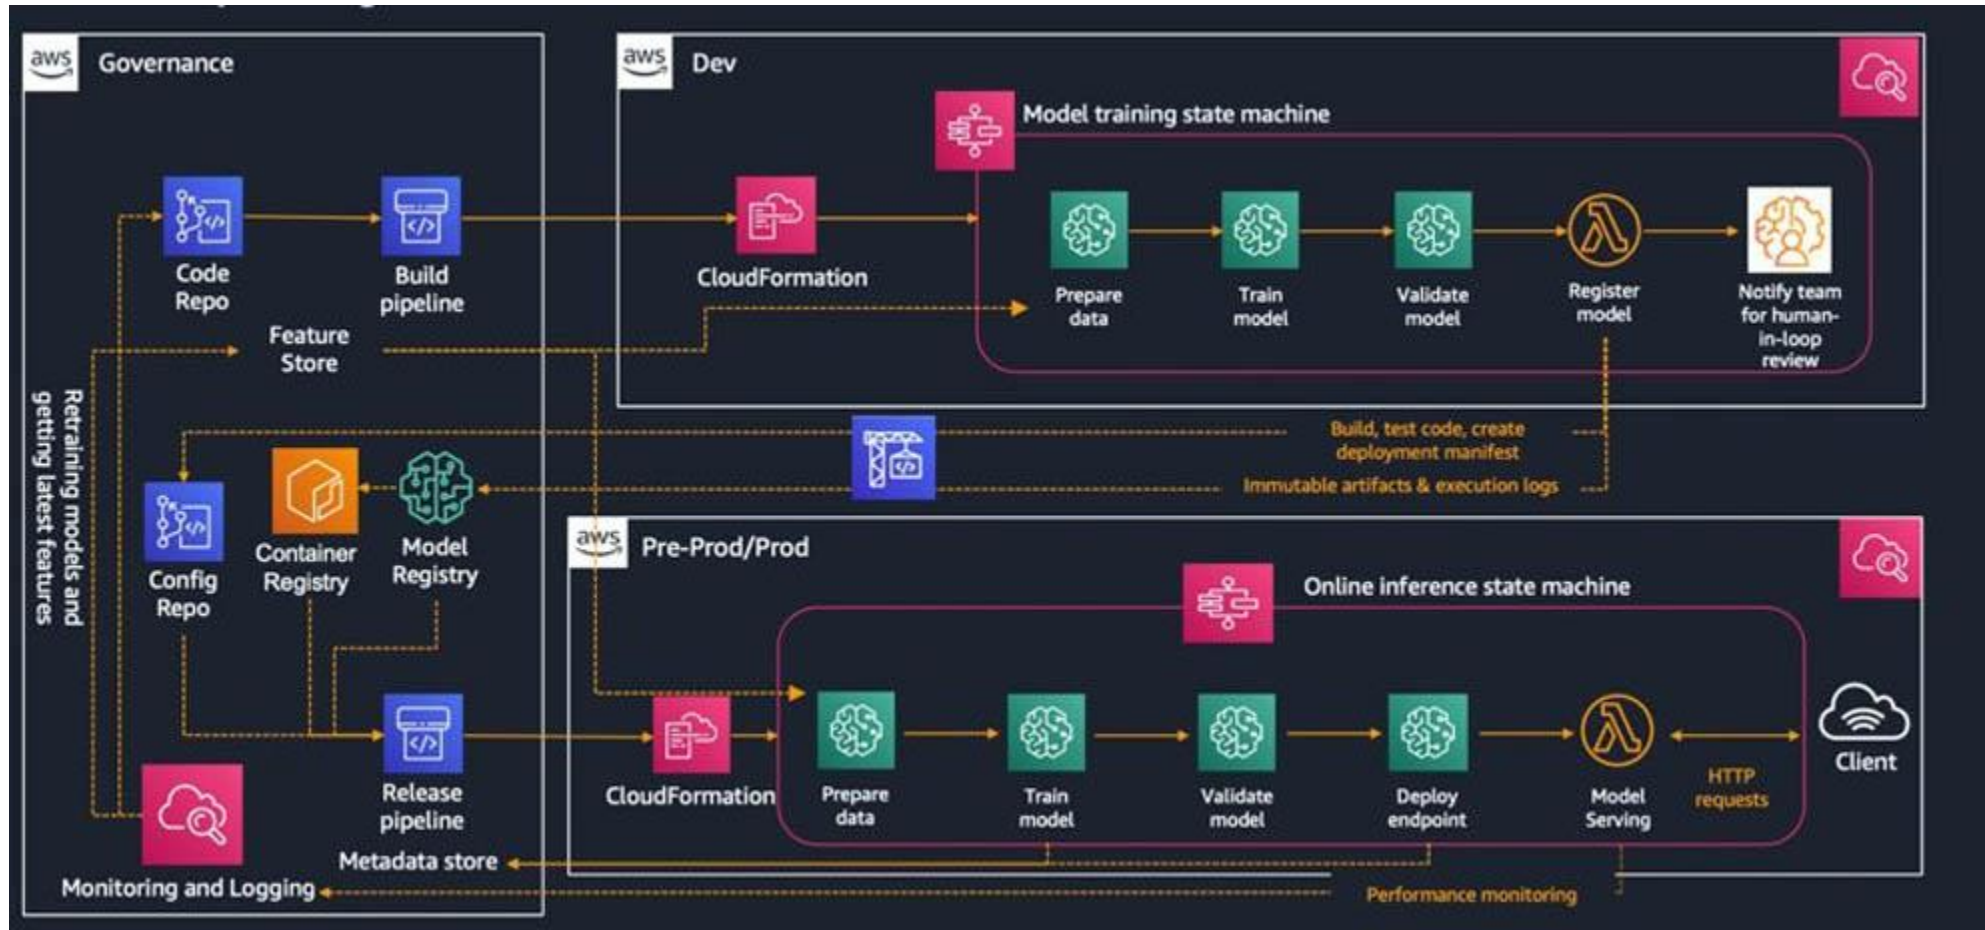 aws
Governance
Code
Repo
Build
pipeline
Feature
Store
Retraining models and
getting latest features
Config
Repo
Container
Registry
Model
Registry
Release
pipeline
Metadata store
Monitoring and Logging
aws
Dev
Model training state machine
CloudFormation
Prepare
data
Train
model
Validate
model
Register
model
Notify team
for human-
in-loop
review
Build, test code, create
deployment manifest
Immutable artifacts & execution logs
aws
Pre-Prod/Prod
Online inference state machine
CloudFormation
Prepare
data
Train
model
Validate
model
Deploy
endpoint
Model
Serving
HTTP
requests
Client
Performance monitoring